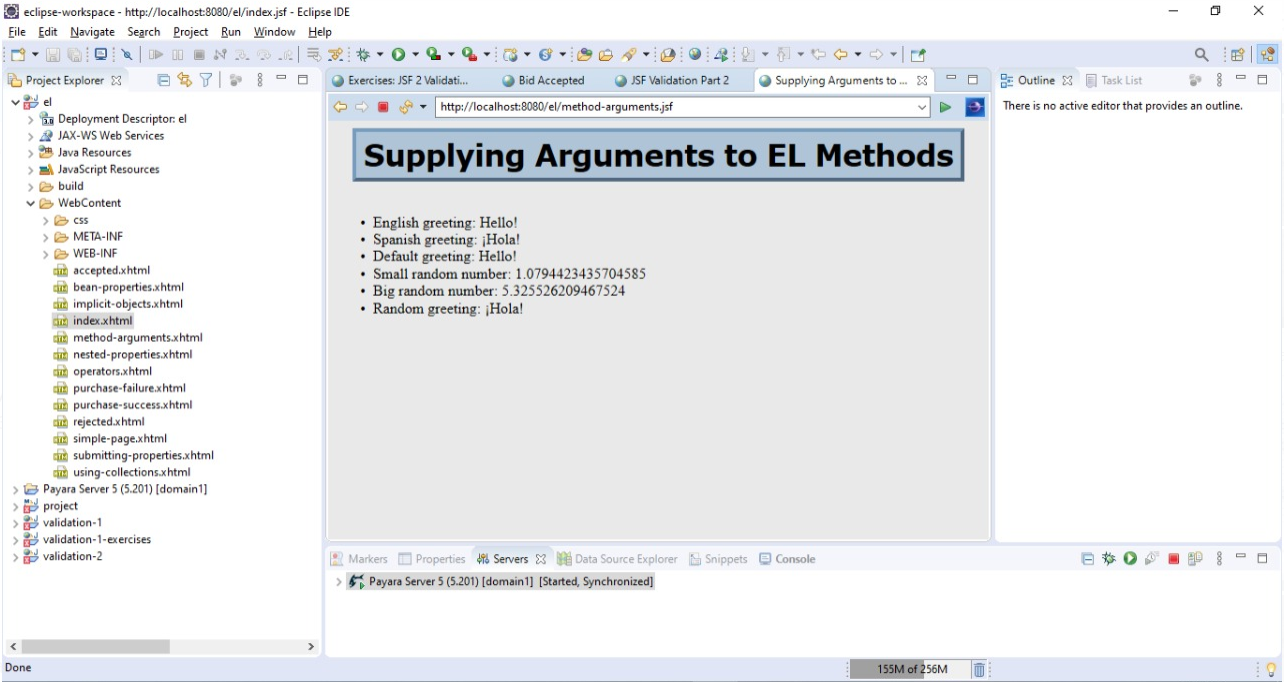 eclipse-workspace - http://localhost:8080/el/index.jsf - Eclipse IDE
File Edit Navigate Search Project Run Window Help
Project Explorer
Exercises: JSF 2 Validati...
Bid Accepted
JSF Validation Part 2
Supplying Arguments to ...
Outline
Task List
http://localhost:8080/el/method-arguments.jsf
There is no active editor that provides an outline.
el
Deployment Descriptor: el
JAX-WS Web Services
Java Resources
JavaScript Resources
build
WebContent
css
META-INF
WEB-INF
accepted.xhtml
bean-properties.xhtml
implicit-objects.xhtml
index.xhtml
method-arguments.xhtml
nested-properties.xhtml
operators.xhtml
purchase-failure.xhtml
purchase-success.xhtml
rejected.xhtml
simple-page.xhtml
submitting-properties.xhtml
using-collections.xhtml
Payara Server 5 (5.201) [domain1]
project
validation-1
validation-1-exercises
validation-2
Supplying Arguments to EL Methods
• English greeting: Hello!
• Spanish greeting: ¡Hola!
• Default greeting: Hello!
• Small random number: 1.0794423435704585
• Big random number: 5.325526209467524
• Random greeting: ¡Hola!
Markers
Properties
Servers
Data Source Explorer
Snippets
Console
Payara Server 5 (5.201) [domain1] [Started, Synchronized]
Done
155M of 256M